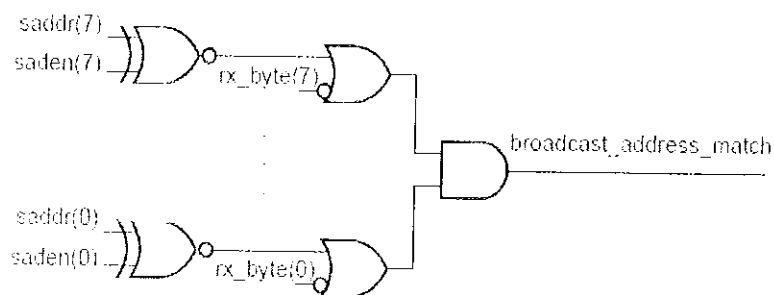 saddr(7)
saden(7)
rx_byte(7)
broadcast_address_match
saddr(0)
saden(0)
rx_byte(0)